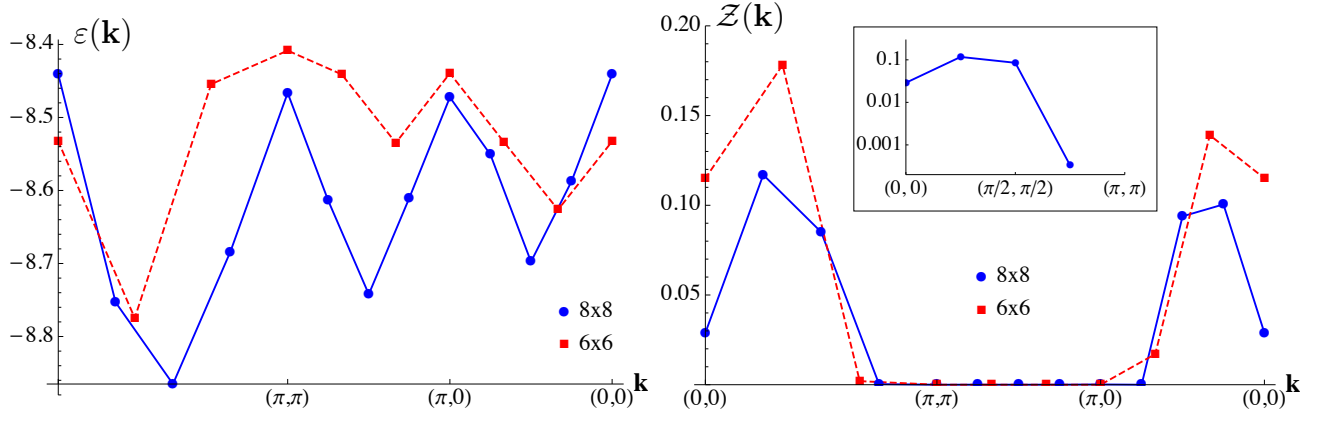 ε(k)
−8.4
−8.5
−8.6
−8.7
−8.8
8x8
6x6
(π,π)
(π,0)
(0,0)
k
𝒵(k)
0.20
0.15
0.10
0.05
0.1
0.01
0.001
(0,0)
(π/2,π/2)
(π,π)
8x8
6x6
(0,0)
(π,π)
(π,0)
(0,0)
k